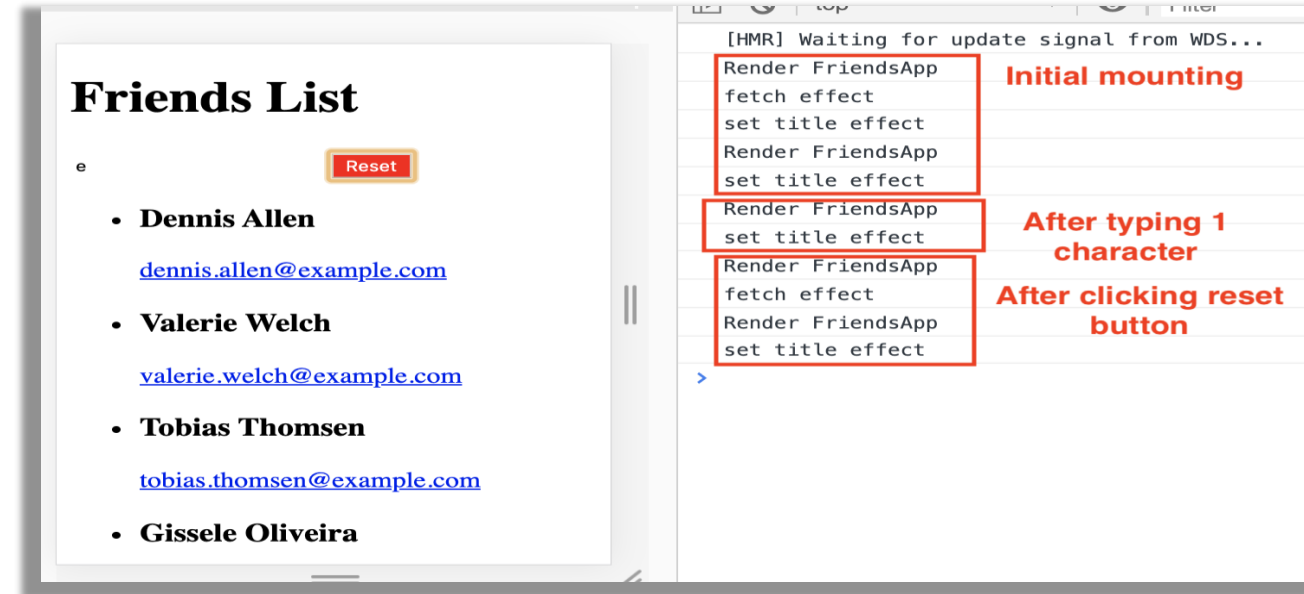 Friends List
e
Reset
Dennis Allen
dennis.allen@example.com
Valerie Welch
valerie.welch@example.com
Tobias Thomsen
tobias.thomsen@example.com
Gissele Oliveira
top
Filter
[HMR] Waiting for update signal from WDS...
Render FriendsApp
fetch effect
set title effect
Render FriendsApp
set title effect
Initial mounting
Render FriendsApp
set title effect
After typing 1
character
Render FriendsApp
fetch effect
Render FriendsApp
set title effect
After clicking reset
button
>